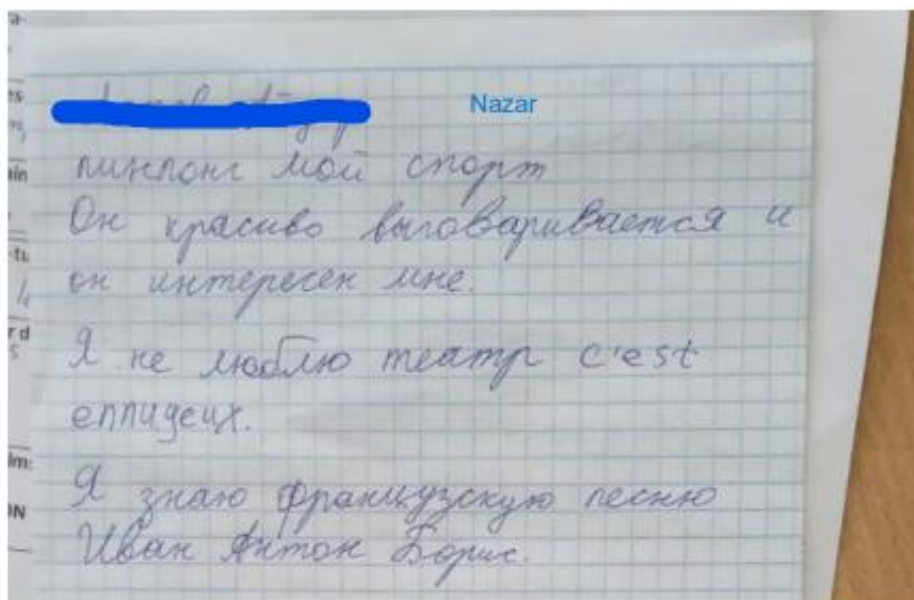 Nazar
пинпонг мой спорт
Он красиво выговаривается и
он интересен мне.
Я не люблю театр c'est
еппидеих.
Я знаю французскую песню
Иван Антон Борис.